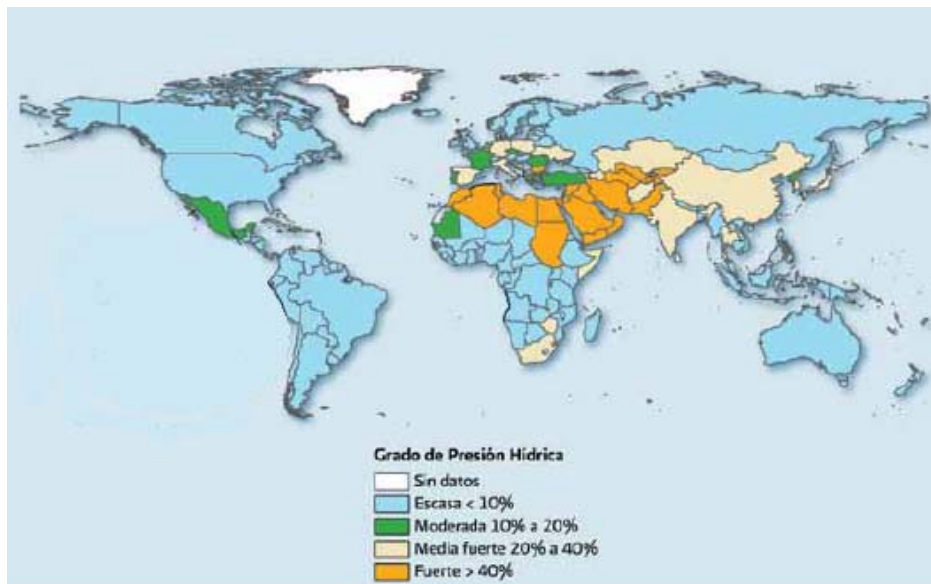 Grado de Presión Hídrica
Sin datos
Escasa < 10%
Moderada 10% a 20%
Media fuerte 20% a 40%
Fuerte > 40%